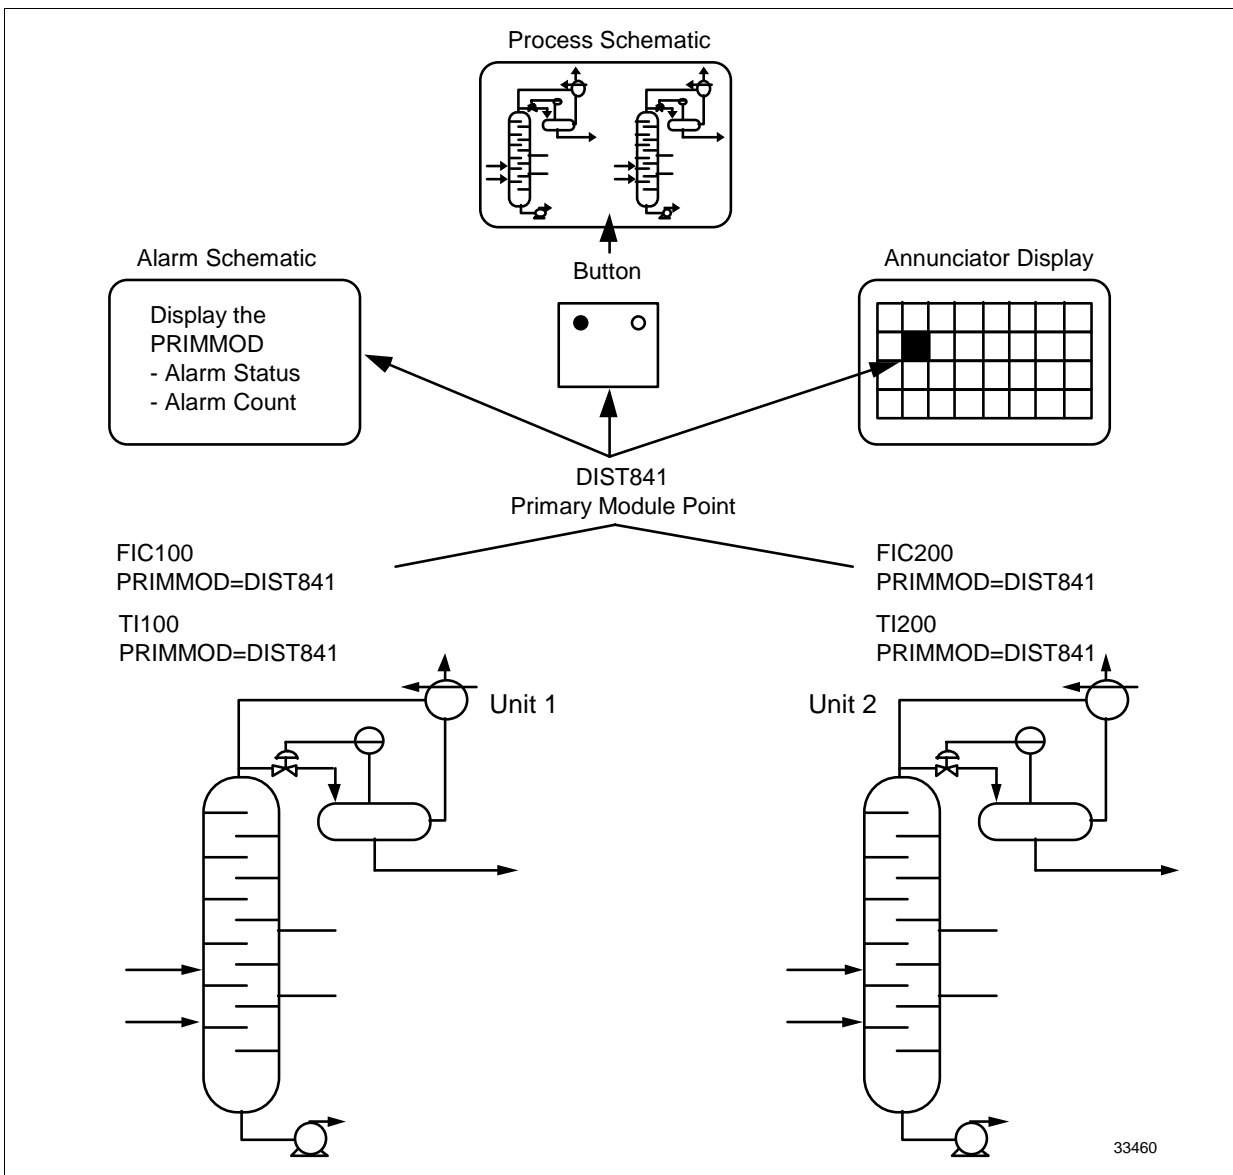 Process Schematic
Alarm Schematic
Button
Annunciator Display
Display the
PRIMMOD
- Alarm Status
- Alarm Count
DIST841
Primary Module Point
FIC100
PRIMMOD=DIST841
FIC200
PRIMMOD=DIST841
TI100
PRIMMOD=DIST841
TI200
PRIMMOD=DIST841
Unit 1
Unit 2
33460